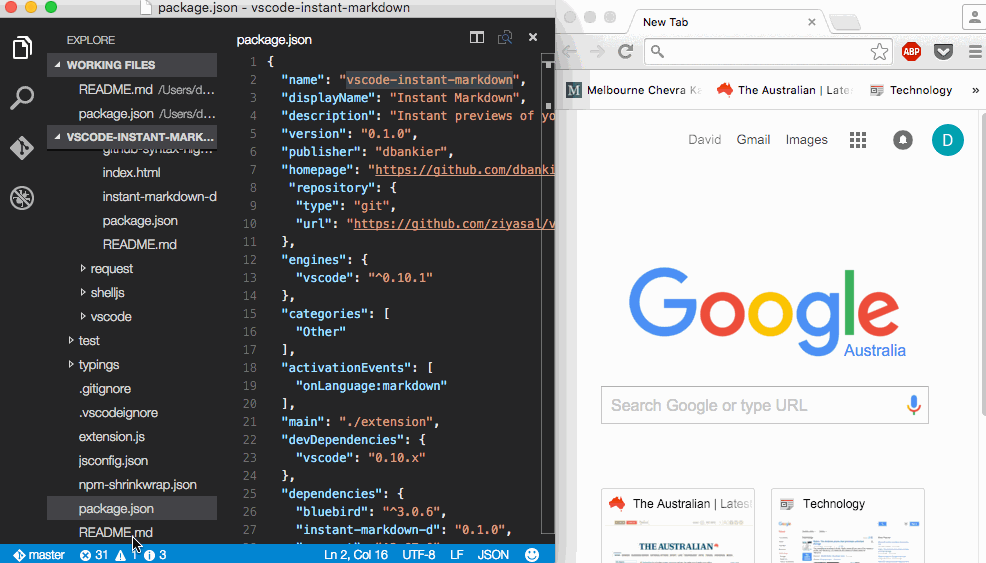 package.json - vscode-instant-markdown
EXPLORE
WORKING FILES
README.md /Users/d...
package.json /Users/d...
VSCODE-INSTANT-MARK...
github-syntax-hig...
index.html
instant-markdown-d
package.json
README.md
request
shelljs
vscode
test
typings
.gitignore
.vscodeignore
extension.js
jsconfig.json
npm-shrinkwrap.json
package.json
README.md
package.json
1 {
2 "name": "vscode-instant-markdown",
3 "displayName": "Instant Markdown",
4 "description": "Instant previews of yo
5 "version": "0.1.0",
6 "publisher": "dbankier",
7 "homepage": "https://github.com/dbanki
8 "repository": {
9 "type": "git",
10 "url": "https://github.com/ziyasal/v
11 },
12 "engines": {
13 "vscode": "^0.10.1"
14 },
15 "categories": [
16 "Other"
17 ],
18 "activationEvents": [
19 "onLanguage:markdown"
20 ],
21 "main": "./extension",
22 "devDependencies": {
23 "vscode": "0.10.x"
24 },
25 "dependencies": {
26 "bluebird": "^3.0.6",
27 "instant-markdown-d": "0.1.0",
master 31 1 3 Ln 2, Col 16 UTF-8 LF JSON
New Tab
ABP
M Melbourne Chevra Ka
The Australian | Lates
Technology »
David Gmail Images D
Google
Australia
Search Google or type URL
The Australian | Latest
Technology
THE AUSTRALIAN